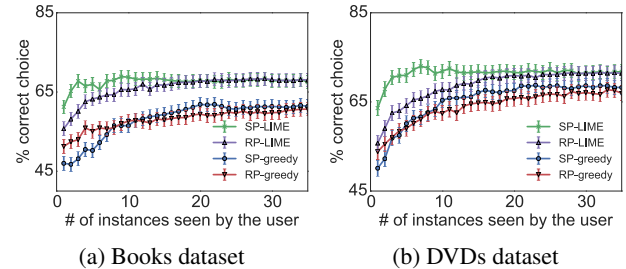 85
65
45
% correct choice
0 10 20 30
# of instances seen by the user
SP-LIME
RP-LIME
SP-greedy
RP-greedy
(a) Books dataset
85
65
45
% correct choice
0 10 20 30
# of instances seen by the user
SP-LIME
RP-LIME
SP-greedy
RP-greedy
(b) DVDs dataset